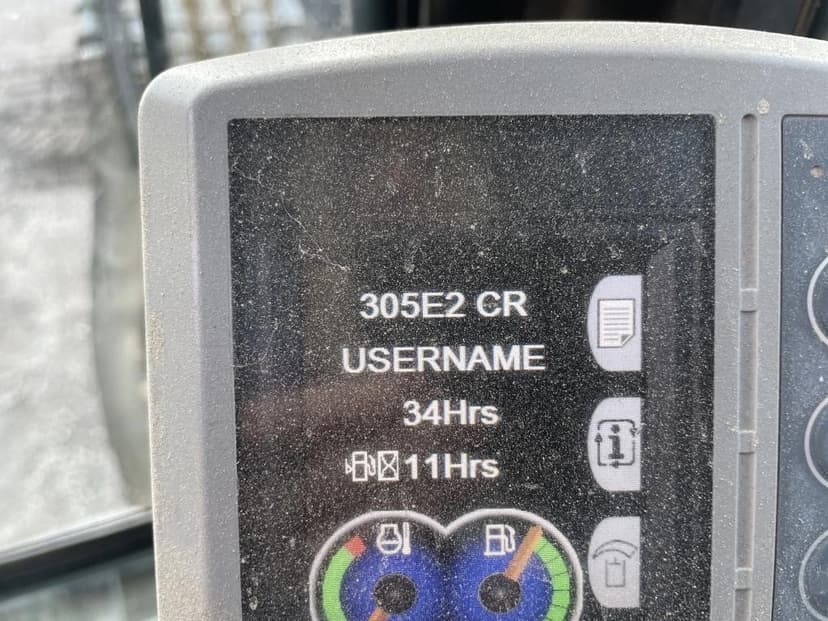 305E2 CR
USERNAME
34Hrs
11Hrs